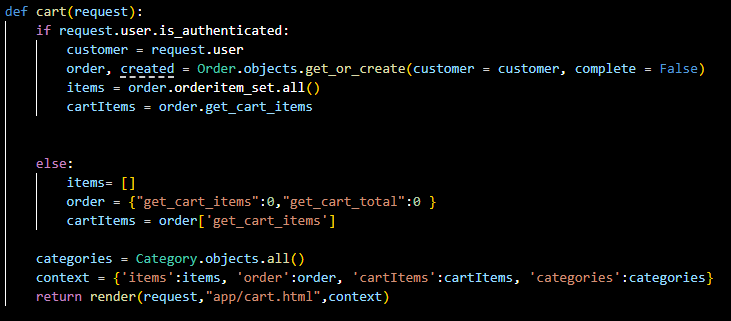 def cart(request):
    if request.user.is_authenticated:
        customer = request.user
        order, created = Order.objects.get_or_create(customer = customer, complete = False)
        items = order.orderitem_set.all()
        cartItems = order.get_cart_items
    else:
        items= []
        order = {"get_cart_items":0,"get_cart_total":0 }
        cartItems = order['get_cart_items']
    categories = Category.objects.all()
    context = {'items':items, 'order':order, 'cartItems':cartItems, 'categories':categories}
    return render(request,"app/cart.html",context)